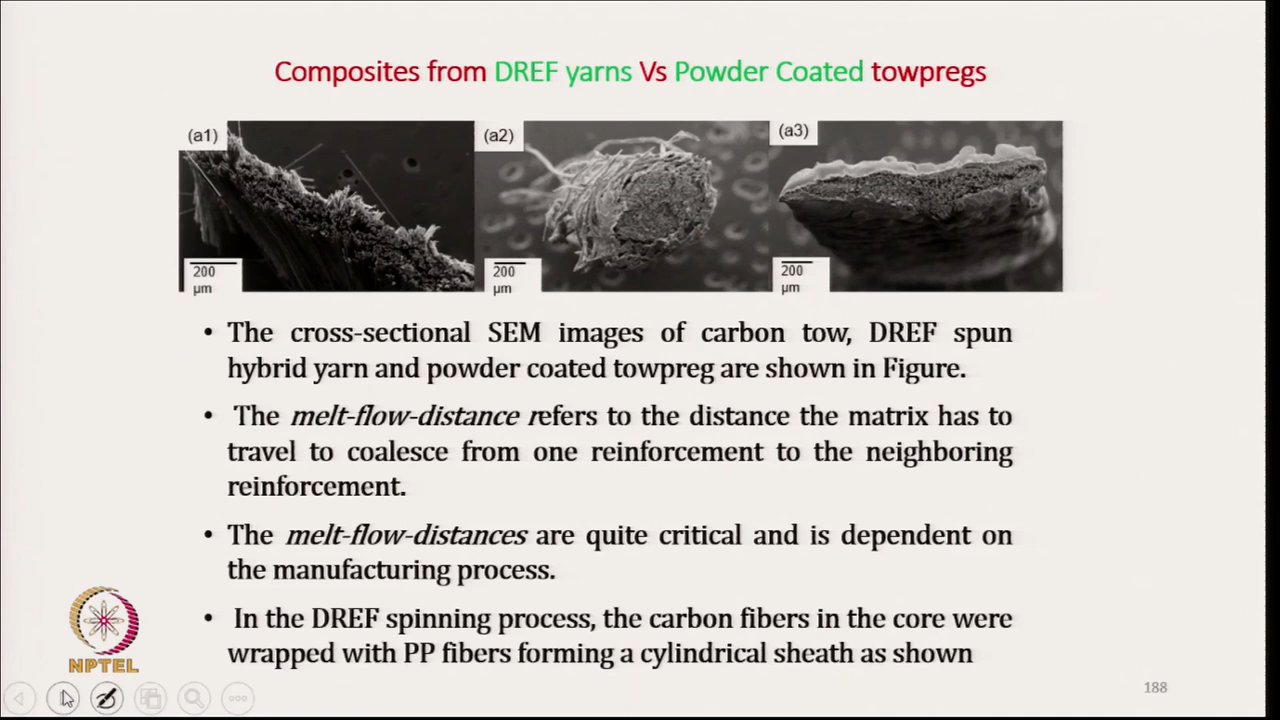 Composites from DREF yarns Vs Powder Coated towpregs
(a1)
(a2)
(a3)
200
μm
200
μm
200
μm
• The cross-sectional SEM images of carbon tow, DREF spun
hybrid yarn and powder coated towpreg are shown in Figure.
• The melt-flow-distance refers to the distance the matrix has to
travel to coalesce from one reinforcement to the neighboring
reinforcement.
• The melt-flow-distances are quite critical and is dependent on
the manufacturing process.
• In the DREF spinning process, the carbon fibers in the core were
wrapped with PP fibers forming a cylindrical sheath as shown
NPTEL
188